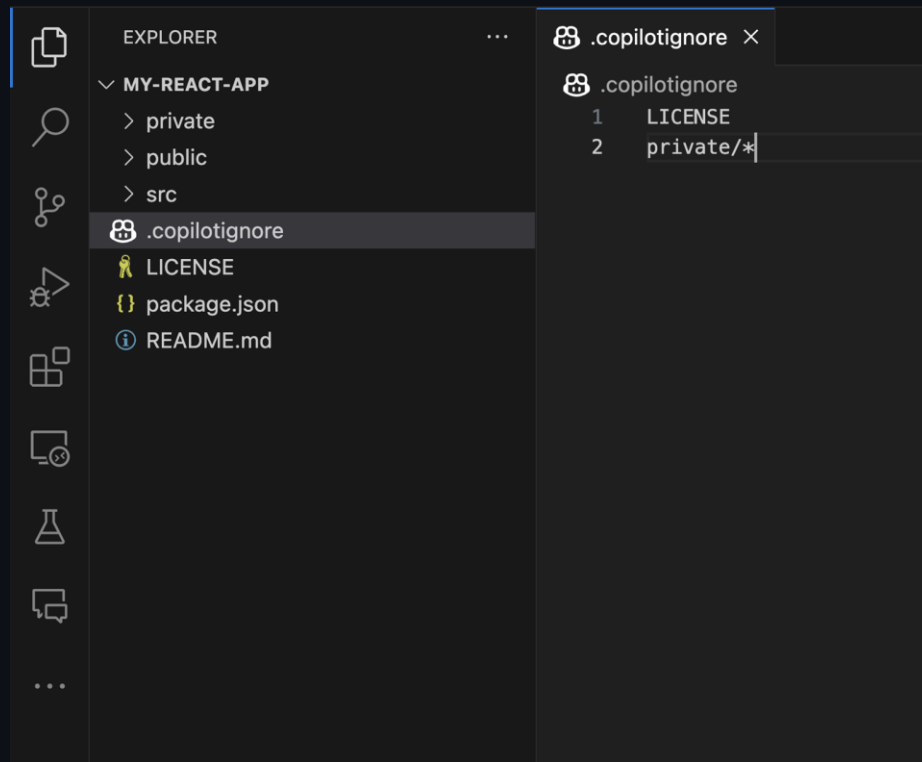 EXPLORER
MY-REACT-APP
private
public
src
.copilotignore
LICENSE
package.json
README.md
.copilotignore
.copilotignore
1 LICENSE
2 private/*